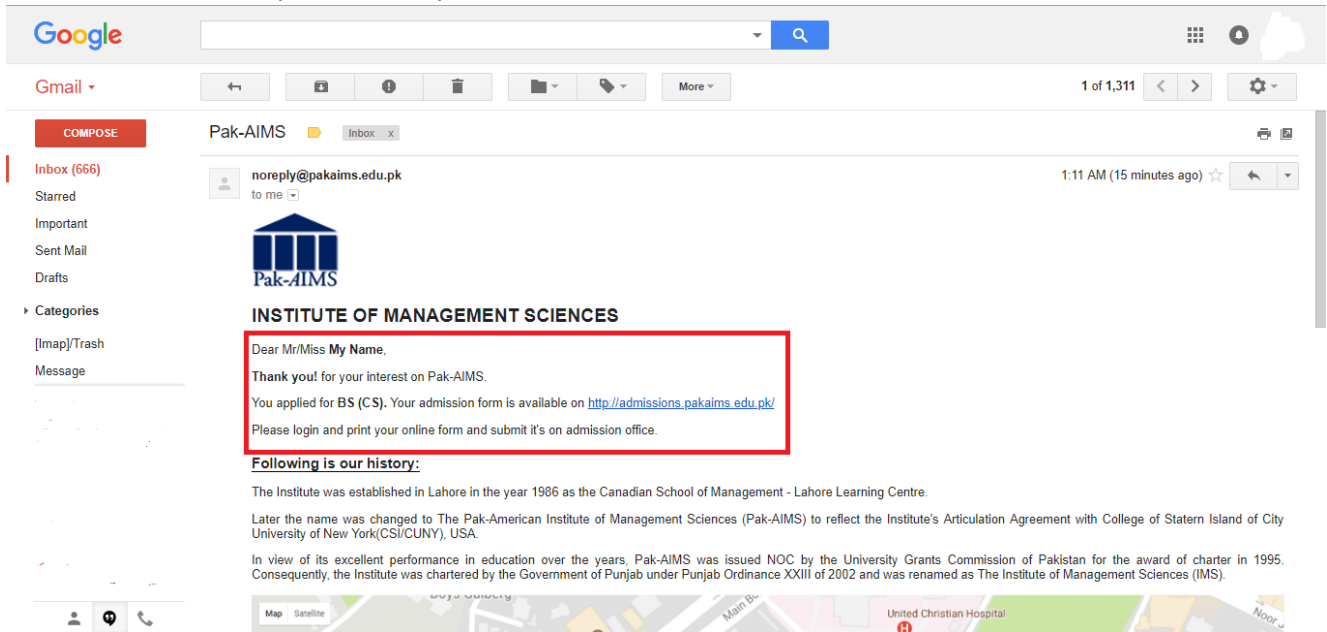 Google
Gmail
More
1 of 1,311
COMPOSE
Pak-AIMS
Inbox x
Inbox (666)
Starred
Important
Sent Mail
Drafts
Categories
[Imap]/Trash
Message
noreply@pakaims.edu.pk
1:11 AM (15 minutes ago)
to me
Pak-AIMS
INSTITUTE OF MANAGEMENT SCIENCES
Dear Mr/Miss My Name,
Thank you! for your interest on Pak-AIMS.
You applied for BS (CS). Your admission form is available on http://admissions.pakaims.edu.pk/
Please login and print your online form and submit it's on admission office.
Following is our history:
The Institute was established in Lahore in the year 1986 as the Canadian School of Management - Lahore Learning Centre.
Later the name was changed to The Pak-American Institute of Management Sciences (Pak-AIMS) to reflect the Institute's Articulation Agreement with College of Statern Island of City
University of New York(CSI/CUNY), USA.
In view of its excellent performance in education over the years, Pak-AIMS was issued NOC by the University Grants Commission of Pakistan for the award of charter in 1995.
Consequently, the Institute was chartered by the Government of Punjab under Punjab Ordinance XXIII of 2002 and was renamed as The Institute of Management Sciences (IMS).
Map Satellite
Main
United Christian Hospital
H
Noor